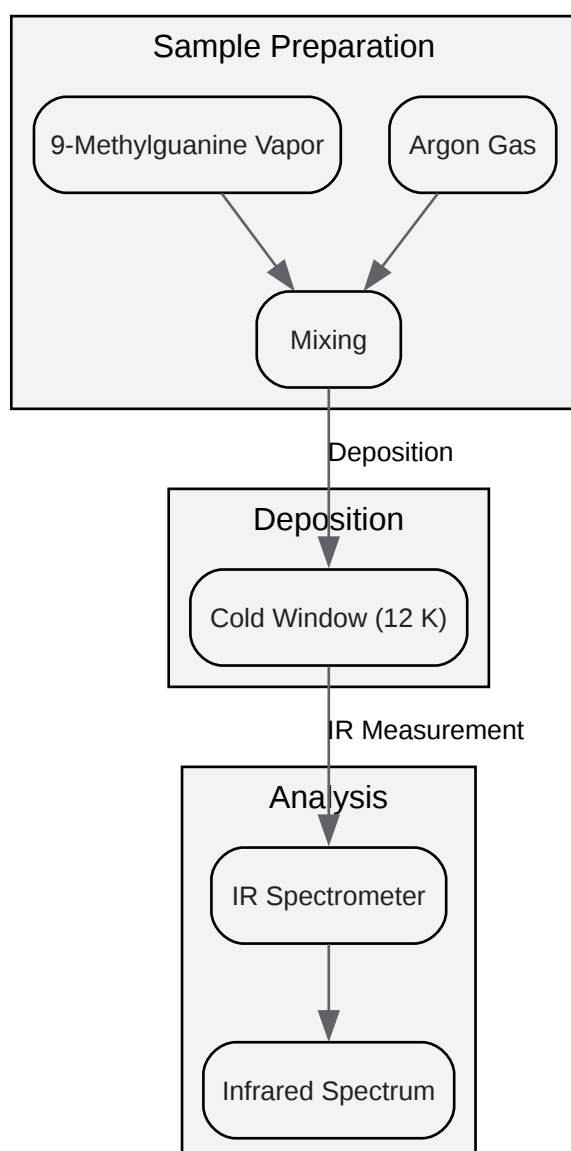 Sample Preparation
9-Methylguanine Vapor
Argon Gas
Mixing
Deposition
Deposition
Cold Window (12 K)
IR Measurement
Analysis
IR Spectrometer
Infrared Spectrum